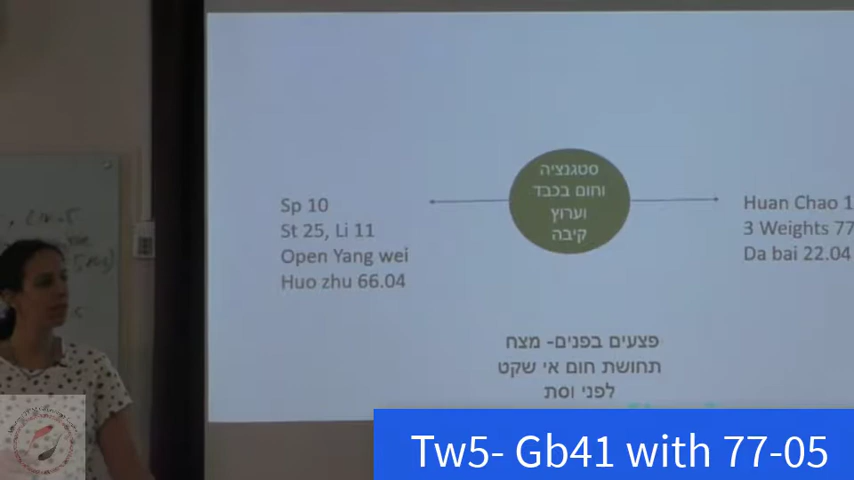 סטגנציה
וחום בכבד
וערוץ
קיבה
Sp 10
St 25, Li 11
Open Yang wei
Huo zhu 66.04
Huan Chao 1
3 Weights 77
Da bai 22.04
פצעים בפנים- מצח
תחושת חום אי שקט
לפני וסת
Tw5- Gb41 with 77-05